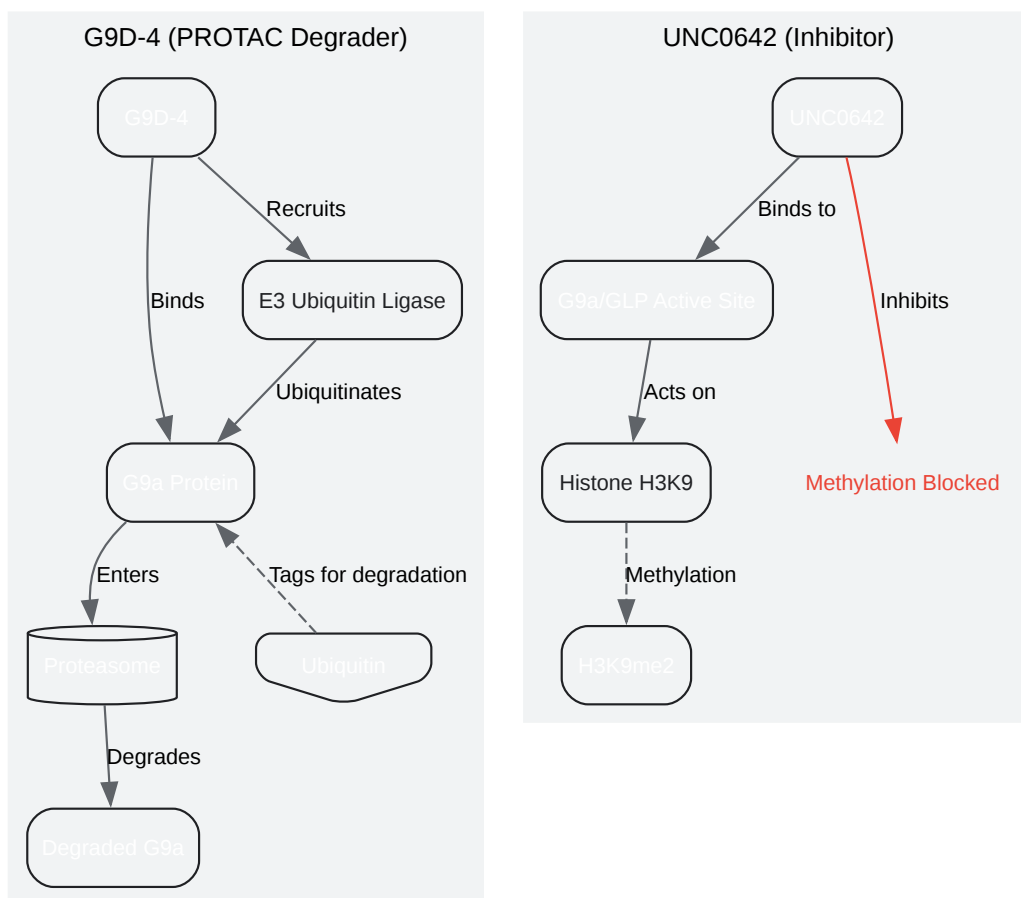 G9D-4 (PROTAC Degrader)
G9D-4
Recruits
Binds
E3 Ubiquitin Ligase
Ubiquitinates
G9a Protein
Enters
Tags for degradation
Proteasome
Ubiquitin
Degrades
Degraded G9a
UNC0642 (Inhibitor)
UNC0642
Binds to
G9a/GLP Active Site
Inhibits
Acts on
Histone H3K9
Methylation Blocked
Methylation
H3K9me2